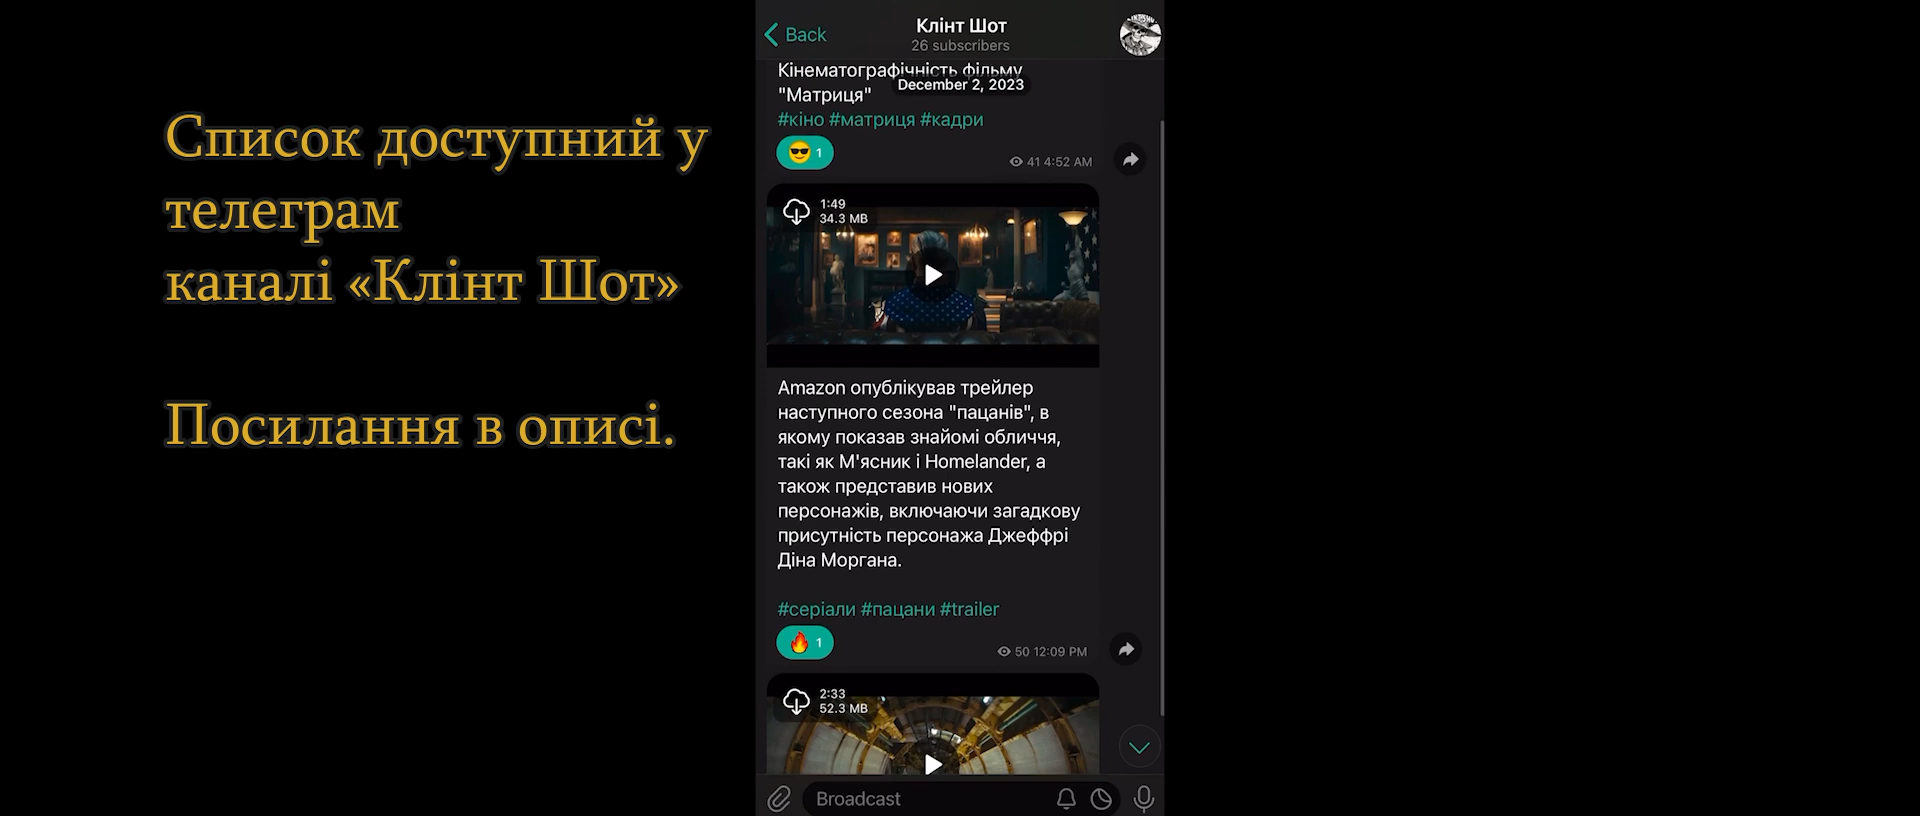 Список доступний у
телеграм
каналі «Клінт Шот»
Посилання в описі.
Back
Клінт Шот
26 subscribers
Кінематографічність фільму
"Матриця"
December 2, 2023
#кіно #матриця #кадри
1
41 4:52 AM
1:49
34.3 MB
Amazon опублікував трейлер
наступного сезона "пацанів", в
якому показав знайомі обличчя,
такі як М'ясник і Homelander, а
також представив нових
персонажів, включаючи загадкову
присутність персонажа Джеффрі
Діна Моргана.
#серіали #пацани #trailer
1
50 12:09 PM
2:33
52.3 MB
Broadcast